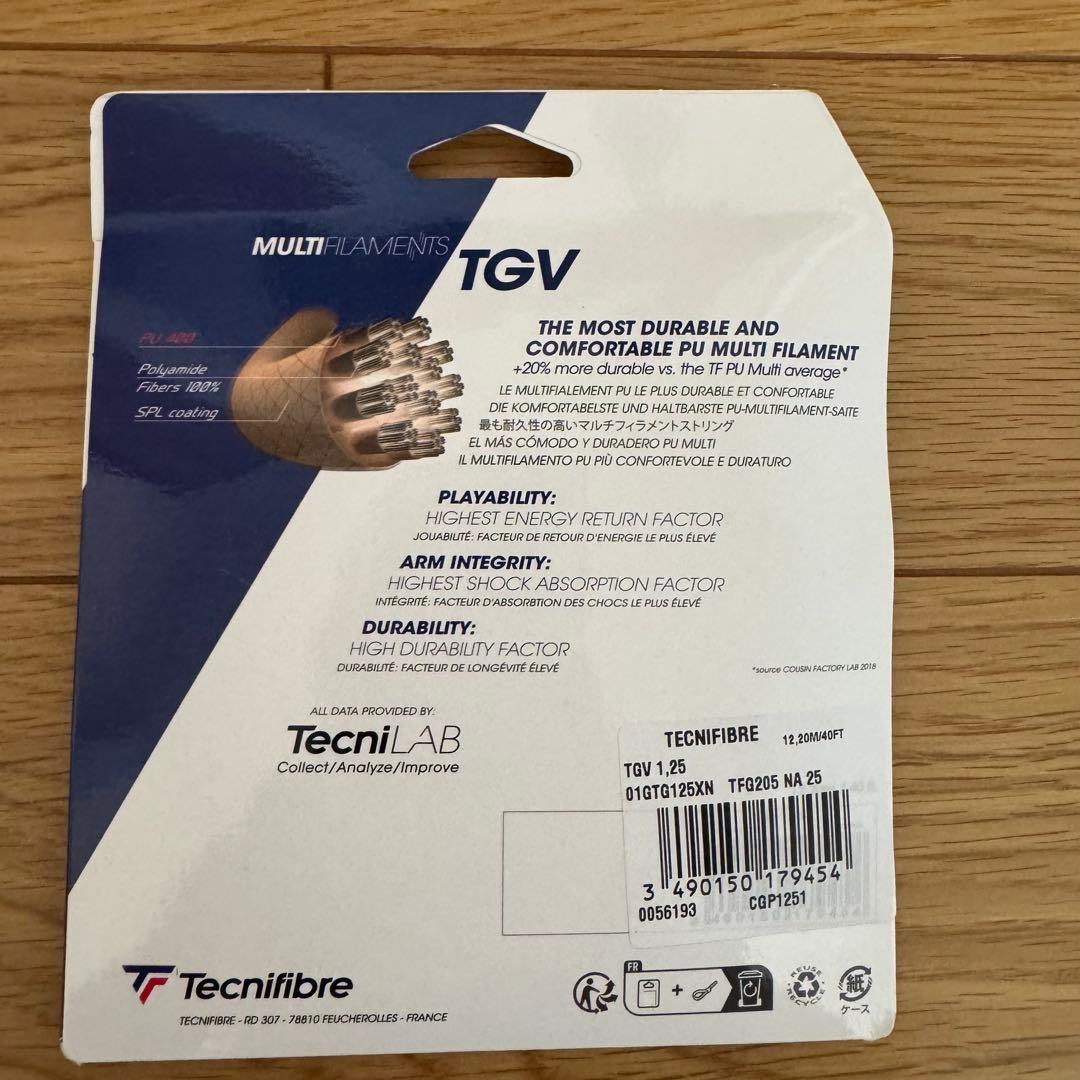 MULTIFILAMENTS
TGV
PU 400
Polyamide
Fibers 100%
SPL coating
THE MOST DURABLE AND
COMFORTABLE PU MULTI FILAMENT
+20% more durable vs. the TF PU Multi average*
LE MULTIFIALEMENT PU LE PLUS DURABLE ET CONFORTABLE
DIE KOMFORTABELSTE UND HALTBARSTE PU-MULTIFILAMENT-SAITE
最も耐久性の高いマルチフィラメントストリング
EL MÁS CÓMODO Y DURADERO PU MULTI
IL MULTIFILAMENTO PU PIÙ CONFORTEVOLE E DURATURO
PLAYABILITY:
HIGHEST ENERGY RETURN FACTOR
JOUABILITÉ: FACTEUR DE RETOUR D'ENERGIE LE PLUS ÉLEVÉ
ARM INTEGRITY:
HIGHEST SHOCK ABSORPTION FACTOR
INTÉGRITÉ: FACTEUR D'ABSORBTION DES CHOCS LE PLUS ÉLEVÉ
DURABILITY:
HIGH DURABILITY FACTOR
DURABILITÉ: FACTEUR DE LONGÉVITÉ ÉLEVÉ
*source COUSIN FACTORY LAB 2018
ALL DATA PROVIDED BY:
TecniLAB
Collect/Analyze/Improve
TECNIFIBRE 12,20M/40FT
TGV 1,25
01GTG125XN TFG205 NA 25
3 490150 179454
0056193 CGP1251
Tecnifibre
TECNIFIBRE - RD 307 - 78810 FEUCHEROLLES - FRANCE
FR
+
REUSE
RECYCLE
紙
ケース